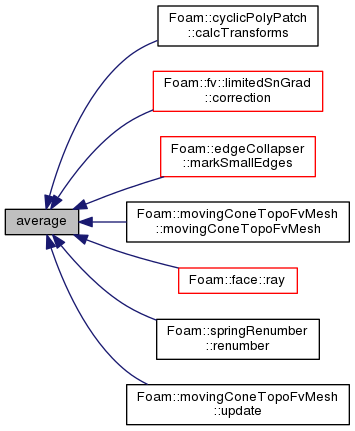 Foam::cyclicPolyPatch
::calcTransforms
Foam::fv::limitedSnGrad
::correction
Foam::edgeCollapser
::markSmallEdges
average
Foam::movingConeTopoFvMesh
::movingConeTopoFvMesh
Foam::face::ray
Foam::springRenumber
::renumber
Foam::movingConeTopoFvMesh
::update